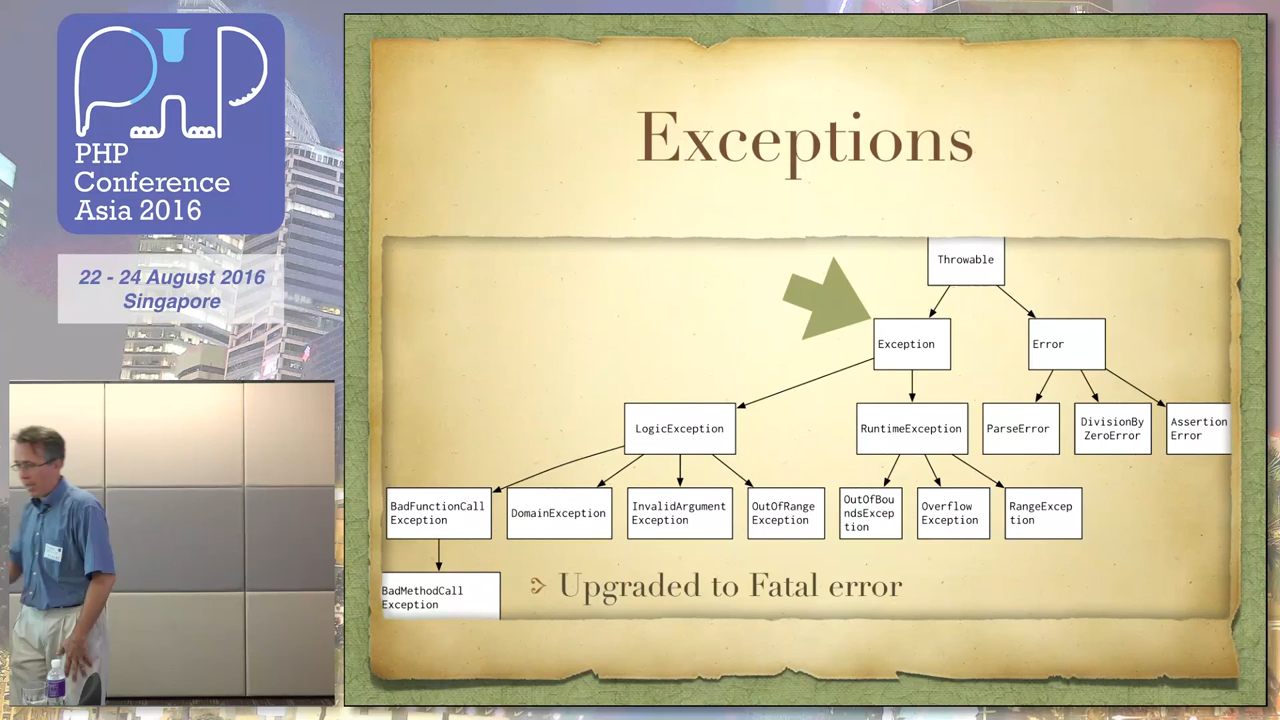 PHP
Conference
Asia 2016
22 - 24 August 2016
Singapore
Exceptions
Throwable
Exception
Error
LogicException
RuntimeException
ParseError
DivisionBy
ZeroError
Assertion
Error
BadFunctionCall
Exception
DomainException
InvalidArgument
Exception
OutOfRange
Exception
OutOfBou
ndsExcep
tion
Overflow
Exception
RangeExcep
tion
BadMethodCall
Exception
Upgraded to Fatal error